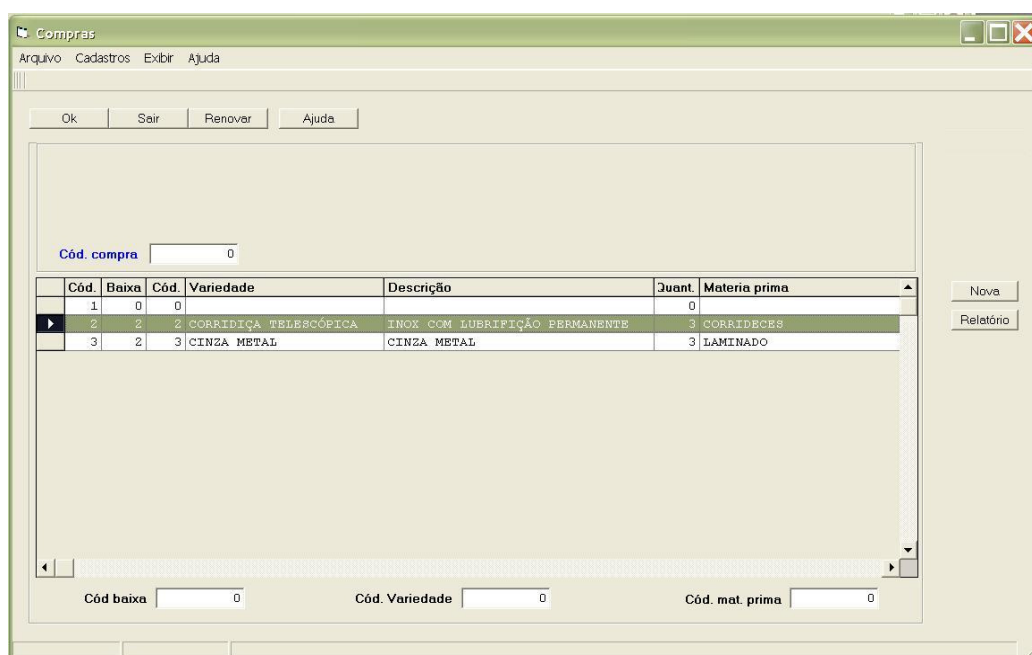 Compras
Arquivo Cadastros Exibir Ajuda
Ok Sair Renovar Ajuda
Cód. compra 0
Cód. Baixa Cód. Variedade Descrição Quant. Materia prima
1 0 0 0
2 2 2 CORRIDIÇA TELESCÓPICA INOX COM LUBRIFIÇÃO PERMANENTE 3 CORRIDECES
3 2 3 CINZA METAL CINZA METAL 3 LAMINADO
Nova
Relatório
Cód baixa 0 Cód. Variedade 0 Cód. mat. prima 0